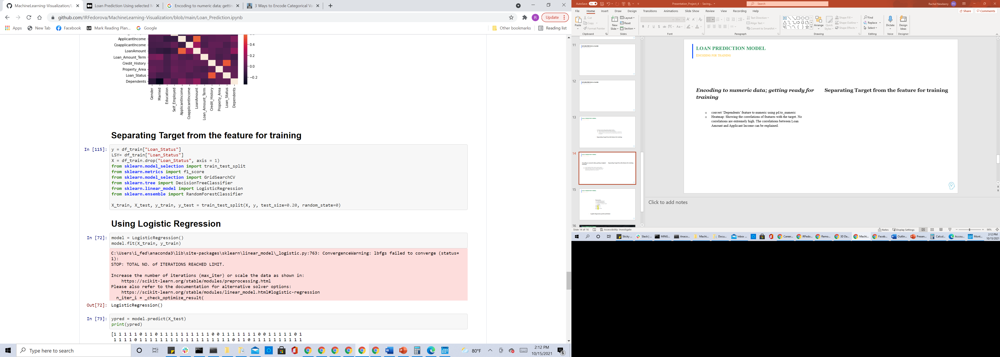 MachineLearning-Visualization/L
Loan Prediction Using selected M
Encoding to numeric data; gettin
3 Ways to Encode Categorical Va
github.com/IRFedorova/MachineLearning-Visualization/blob/main/Loan_Prediction.ipynb
R
Update
Apps
New Tab
Facebook
Mark Reading Plan...
Google
Other bookmarks
Reading list
ApplicantIncome
CoapplicantIncome
LoanAmount
Loan_Amount_Term
Credit_History
Property_Area
Loan_Status
Dependents
0.4
0.2
0.0
−0.2
Gender
Married
Education
Self_Employed
ApplicantIncome
CoapplicantIncome
LoanAmount
Loan_Amount_Term
Credit_History
Property_Area
Loan_Status
Dependents
Separating Target from the feature for training
In [115]:
y = df_train["Loan_Status"]
LSY= df_train["Loan_Status"]
X = df_train.drop("Loan_Status", axis = 1)
from sklearn.model_selection import train_test_split
from sklearn.metrics import f1_score
from sklearn.model_selection import GridSearchCV
from sklearn.tree import DecisionTreeClassifier
from sklearn.linear_model import LogisticRegression
from sklearn.ensemble import RandomForestClassifier
X_train, X_test, y_train, y_test = train_test_split(X, y, test_size=0.20, random_state=0)
Using Logistic Regression
In [72]:
model = LogisticRegression()
model.fit(X_train, y_train)
C:\Users\i_fed\anaconda3\lib\site-packages\sklearn\linear_model\_logistic.py:763: ConvergenceWarning: lbfgs failed to converge (status=
1):
STOP: TOTAL NO. of ITERATIONS REACHED LIMIT.
Increase the number of iterations (max_iter) or scale the data as shown in:
https://scikit-learn.org/stable/modules/preprocessing.html
Please also refer to the documentation for alternative solver options:
https://scikit-learn.org/stable/modules/linear_model.html#logistic-regression
n_iter_i = _check_optimize_result(
Out[72]: LogisticRegression()
In [73]:
ypred = model.predict(X_test)
print(ypred)
[1 1 1 1 1 0 1 1 0 1 1 1 1 1 1 1 1 1 1 0 0 1 1 1 1 1 1 1 0 0 1 1 1 1 1 0 1
1 1 1 1 0 1 1 1 1 1 1 1 1 1 1 1 1 1 1 1 1 1 1 0 1 1 0 1 1 1 1 1 1 1 1 1 1
Type here to search
80°F
2:12 PM
10/15/2021
6
AutoSave On
Presentation_Project_4 - Saving...
Search
Rachel Newberry RN
File Home Insert Draw Design Transitions Animations Slide Show Review View Recording Help
Share
Comments
Paste
Cut
Copy
Format Painter
Clipboard
New
Slide
Layout
Reset
Section
Slides
Font
Text Direction
Align Text
Convert to SmartArt
Paragraph
Arrange
Quick
Styles
Shape Fill
Shape Outline
Shape Effects
Drawing
Find
Replace
Select
Editing
Dictate
Voice
Design
Ideas
Designer
11
12
13
14
15
16
LOAN PREDICTION MODEL
ENCODING FOR TRAINING
Encoding to numeric data; getting ready for
training
Separating Target from the feature for training
convert 'Dependents' feature to numeric using pd.to_numeric
Heatmap: Showing the correlations of features with the target. No
correlations are extremely high. The correlations between Loan
Amount and Applicant Income can be explained.
Click to add notes
Slide 14 of 16
Accessibility: Investigate
Notes
Display Settings
96%
Sticky ...
Slack | ...
MING...
Anaco...
Machi...
Docu...
Inbox ...
Career...
IRFedo...
Remo...
3D Da...
Machi...
Faceb...
Outlin...
Presen...
Calcul...
Accou...
Mont...
2:12 PM
10/15/2021